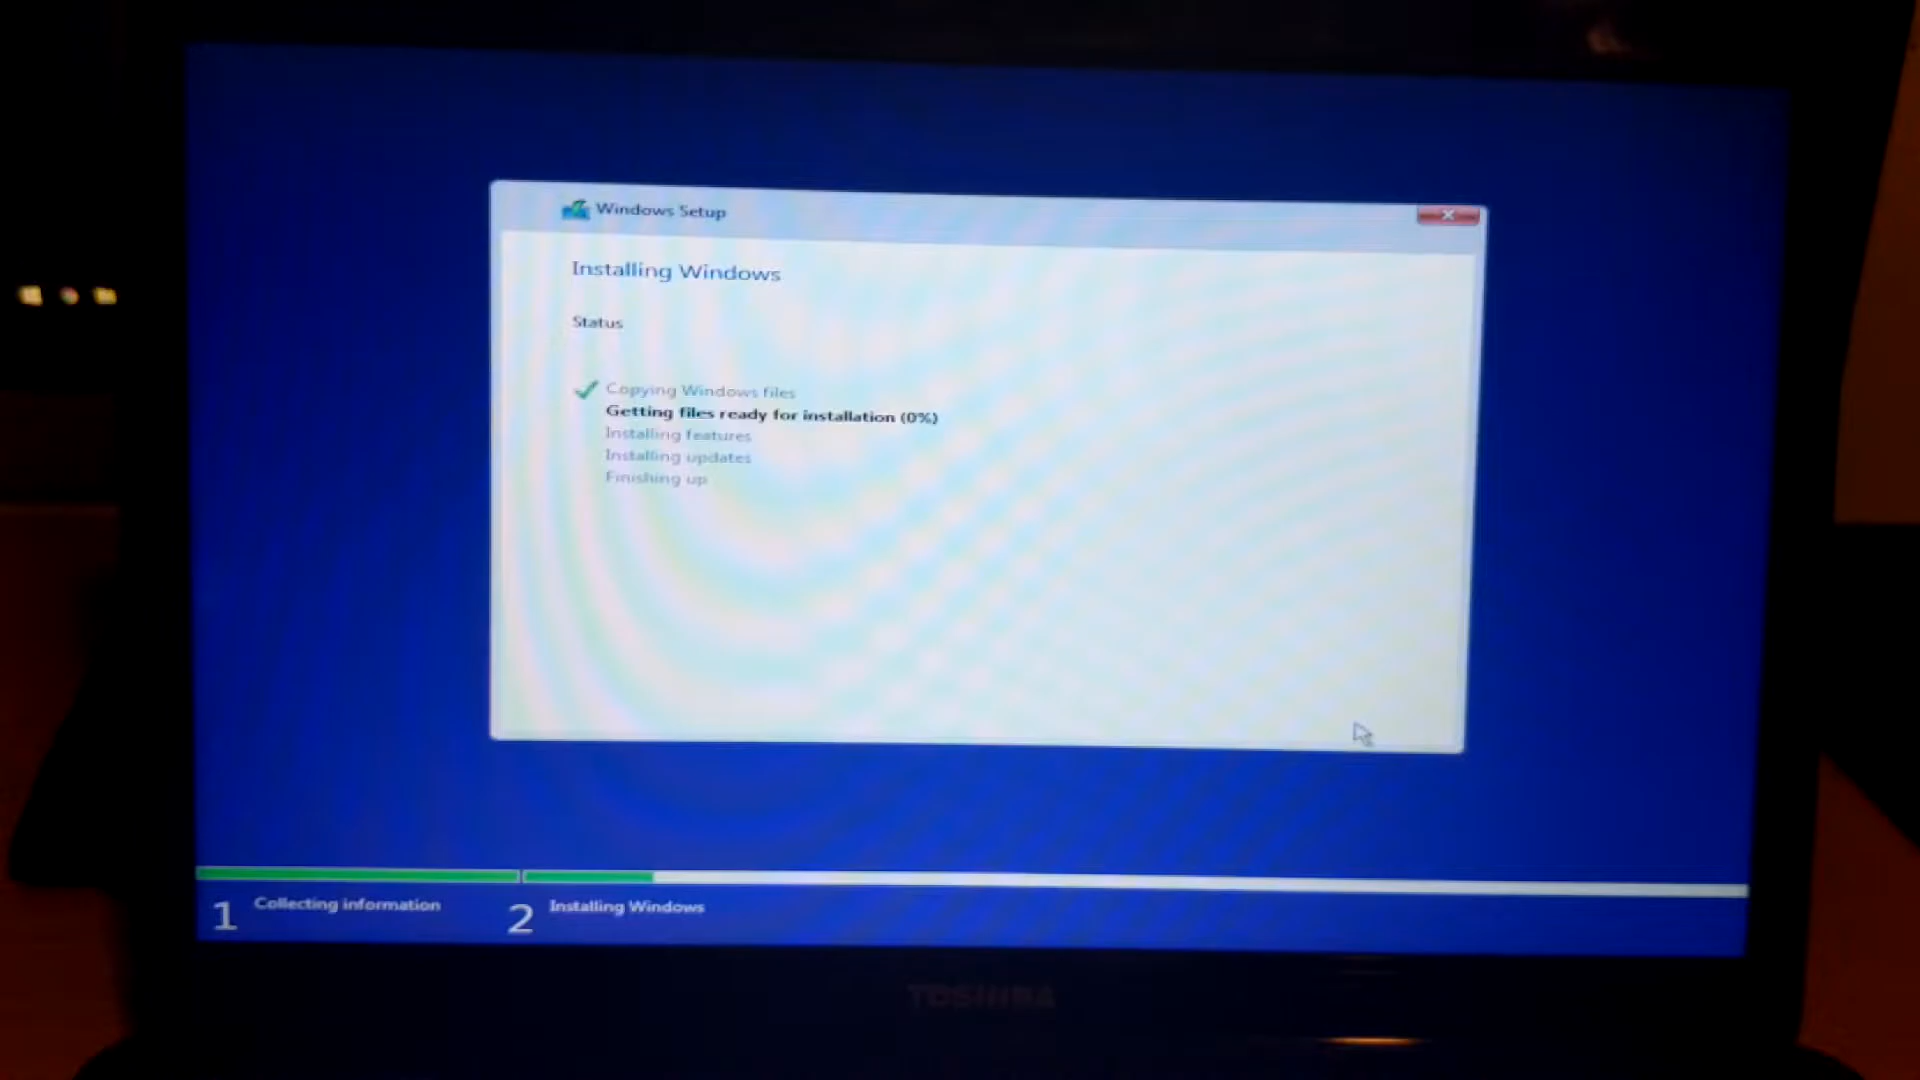 Windows Setup
Installing Windows
Status
Copying Windows files
Getting files ready for installation (0%)
Installing features
Installing updates
Finishing up
1 Collecting information
2 Installing Windows
TOSHIBA